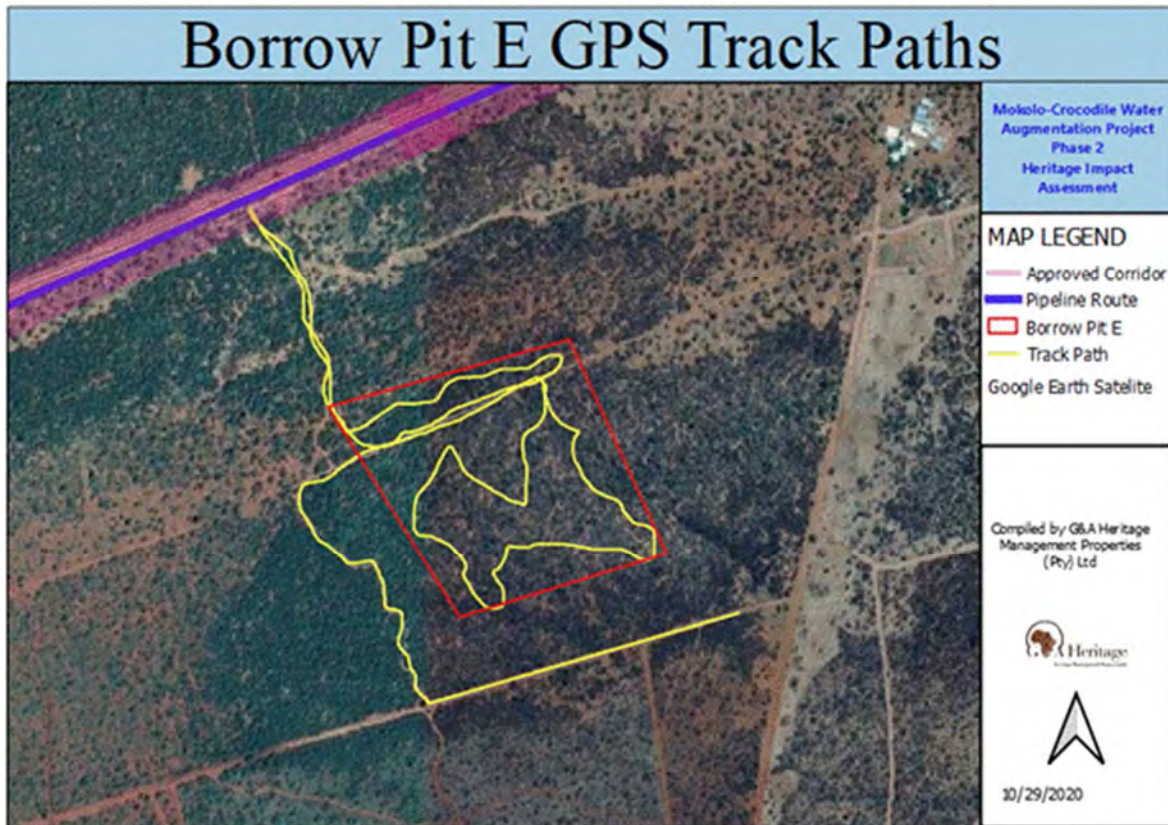 Borrow Pit E GPS Track Paths
Mokolo-Crocodile Water
Augmentation Project
Phase 2
Heritage Impact
Assessment
MAP LEGEND
Approved Corridor
Pipeline Route
Borrow Pit E
Track Path
Google Earth Satelite
Compiled by G&A Heritage
Management Properties
(Pty) Ltd
Heritage
10/29/2020